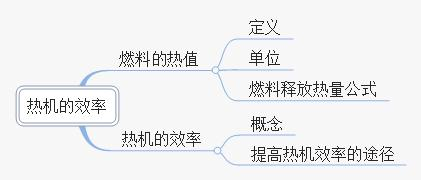 热机的效率
燃料的热值
定义
单位
燃料释放热量公式
热机的效率
概念
提高热机效率的途径